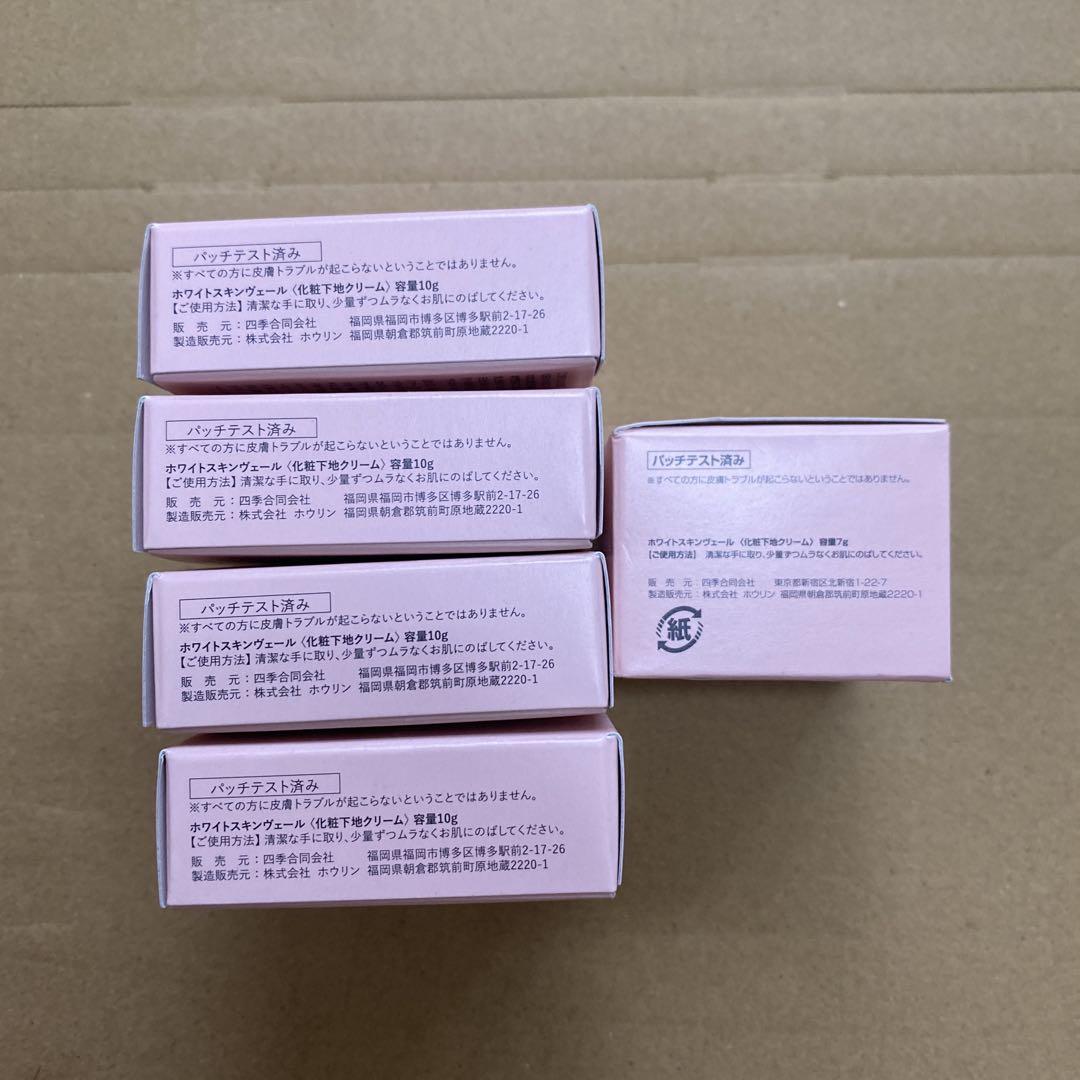 パッチテスト済み
※すべての方に皮膚トラブルが起こらないということではありません。
ホワイトスキンヴェール〈化粧下地クリーム〉容量10g
【ご使用方法】清潔な手に取り、少量ずつムラなくお肌にのばしてください。
販　売　元：四季合同会社　　福岡県福岡市博多区博多駅前2-17-26
製造販売元：株式会社 ホウリン 福岡県朝倉郡筑前町原地蔵2220-1
パッチテスト済み
※すべての方に皮膚トラブルが起こらないということではありません。
ホワイトスキンヴェール〈化粧下地クリーム〉容量10g
【ご使用方法】清潔な手に取り、少量ずつムラなくお肌にのばしてください。
販　売　元：四季合同会社　　福岡県福岡市博多区博多駅前2-17-26
製造販売元：株式会社 ホウリン 福岡県朝倉郡筑前町原地蔵2220-1
パッチテスト済み
※すべての方に皮膚トラブルが起こらないということではありません。
ホワイトスキンヴェール〈化粧下地クリーム〉容量10g
【ご使用方法】清潔な手に取り、少量ずつムラなくお肌にのばしてください。
販　売　元：四季合同会社　　福岡県福岡市博多区博多駅前2-17-26
製造販売元：株式会社 ホウリン 福岡県朝倉郡筑前町原地蔵2220-1
パッチテスト済み
※すべての方に皮膚トラブルが起こらないということではありません。
ホワイトスキンヴェール〈化粧下地クリーム〉容量10g
【ご使用方法】清潔な手に取り、少量ずつムラなくお肌にのばしてください。
販　売　元：四季合同会社　　福岡県福岡市博多区博多駅前2-17-26
製造販売元：株式会社 ホウリン 福岡県朝倉郡筑前町原地蔵2220-1
パッチテスト済み
※すべての方に皮膚トラブルが起こらないということではありません。
ホワイトスキンヴェール〈化粧下地クリーム〉容量7g
【ご使用方法】 清潔な手に取り、少量ずつムラなくお肌にのばしてください。
販　売　元：四季合同会社　　東京都新宿区北新宿1-22-7
製造販売元：株式会社 ホウリン 福岡県朝倉郡筑前町原地蔵2220-1
紙